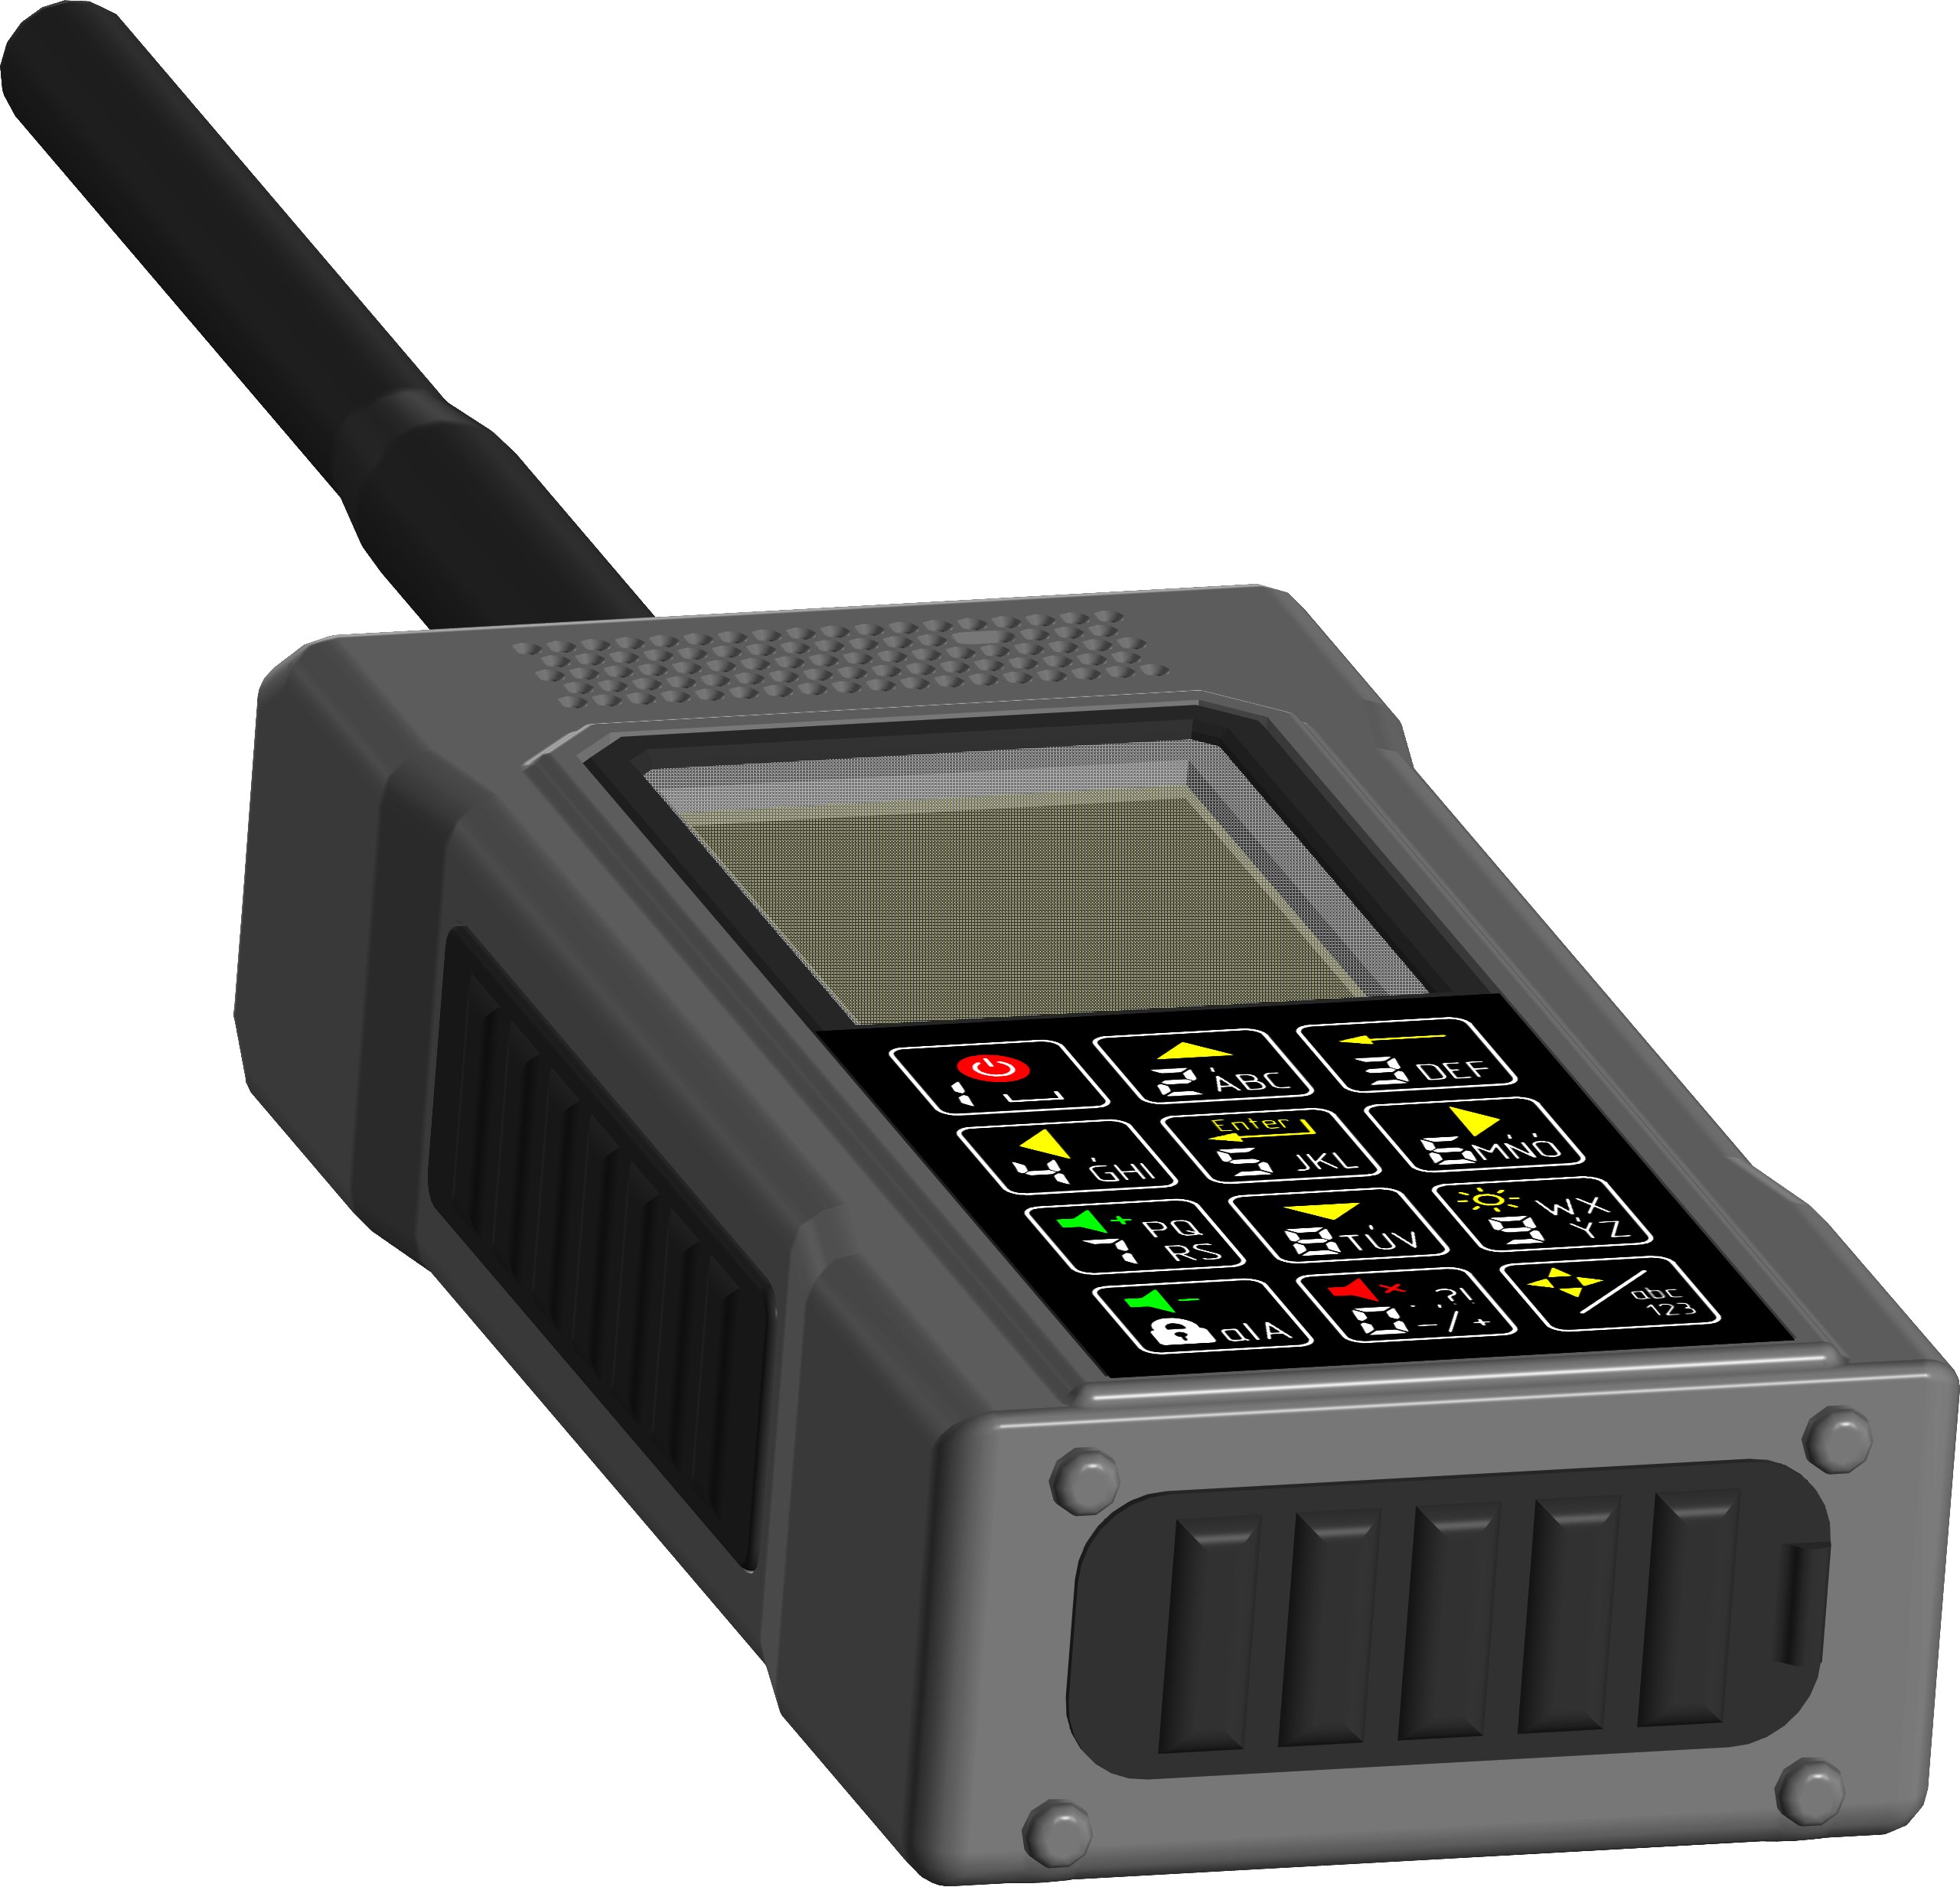 1
2 ABC
3 DEF
4 GHI
Enter
5 JKL
6 MNO
7 PQ
RS
8 TUV
9 WX
YZ
a|A
0 . , ?!
- / +
abc
123